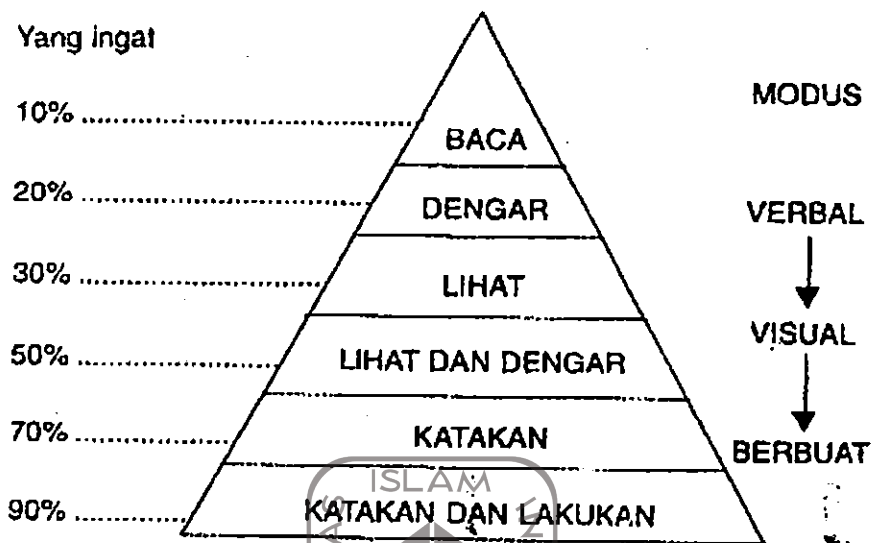 Yang ingat
MODUS
10% ........ BACA
20% ........ DENGAR
VERBAL
30% ........ LIHAT
VISUAL
50% ........ LIHAT DAN DENGAR
70% ........ KATAKAN
BERBUAT
ISLAM
90% ........ KATAKAN DAN LAKUKAN